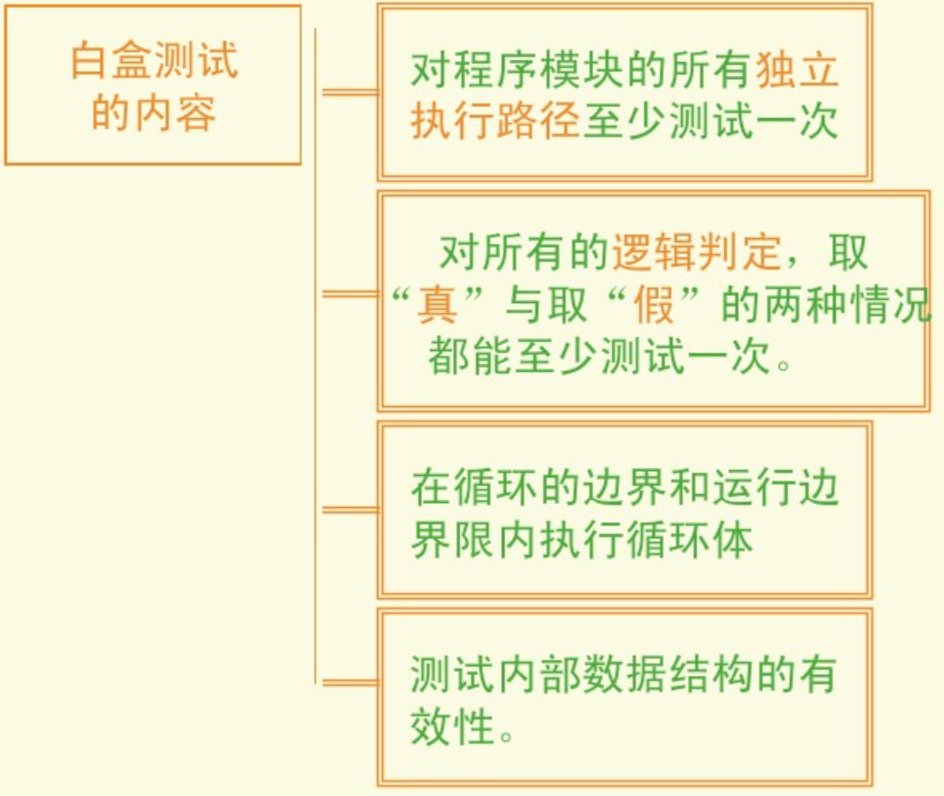 白盒测试
的内容
对程序模块的所有独立
执行路径至少测试一次
对所有的逻辑判定，取
“真”与取“假”的两种情况
都能至少测试一次。
在循环的边界和运行边
界限内执行循环体
测试内部数据结构的有
效性。